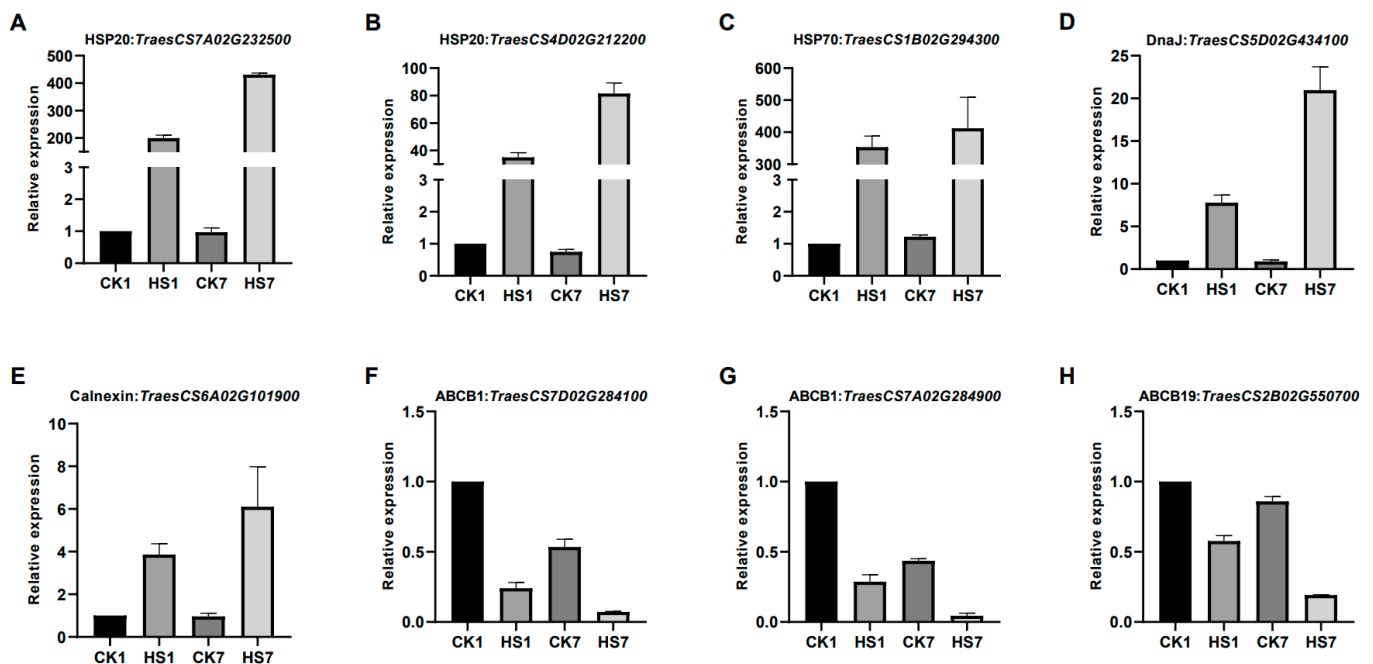 A
HSP20:TraesCS7A02G232500
Relative expression
500
400
300
200
3
2
1
0
CK1 HS1 CK7 HS7
B
HSP20:TraesCS4D02G212200
Relative expression
100
80
60
40
3
2
1
0
CK1 HS1 CK7 HS7
C
HSP70:TraesCS1B02G294300
Relative expression
600
500
400
300
3
2
1
0
CK1 HS1 CK7 HS7
D
DnaJ:TraesCS5D02G434100
Relative expression
25
20
15
10
5
0
CK1 HS1 CK7 HS7
E
Calnexin:TraesCS6A02G101900
Relative expression
10
8
6
4
2
0
CK1 HS1 CK7 HS7
F
ABCB1:TraesCS7D02G284100
Relative expression
1.5
1.0
0.5
0.0
CK1 HS1 CK7 HS7
G
ABCB1:TraesCS7A02G284900
Relative expression
1.5
1.0
0.5
0.0
CK1 HS1 CK7 HS7
H
ABCB19:TraesCS2B02G550700
Relative expression
1.5
1.0
0.5
0.0
CK1 HS1 CK7 HS7